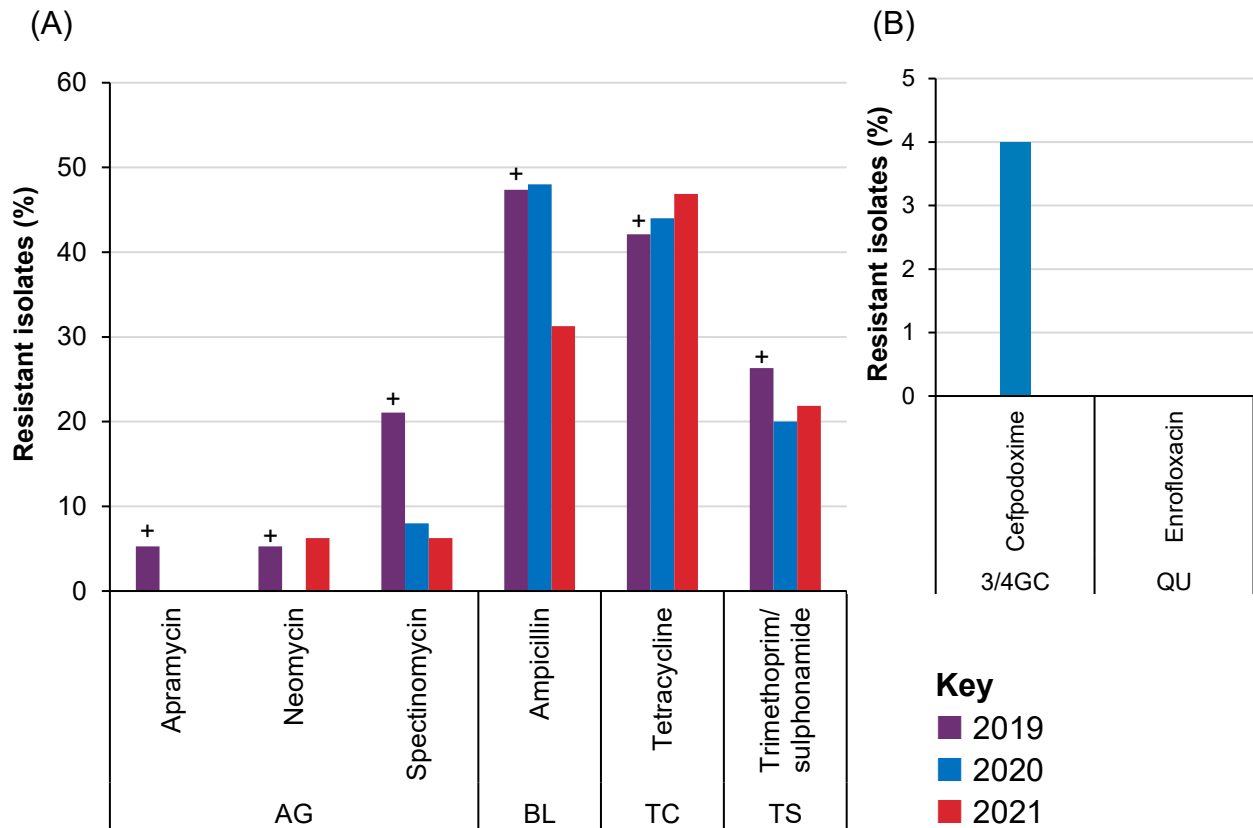 (A)
Resistant isolates (%)
60
50
40
30
20
10
0
+
+
+
+
+
+
Apramycin
Neomycin
Spectinomycin
Ampicillin
Tetracycline
Trimethoprim/
sulphonamide
AG
BL
TC
TS
(B)
Resistant isolates (%)
5
4
3
2
1
0
Cefpodoxime
Enrofloxacin
3/4GC
QU
Key
2019
2020
2021